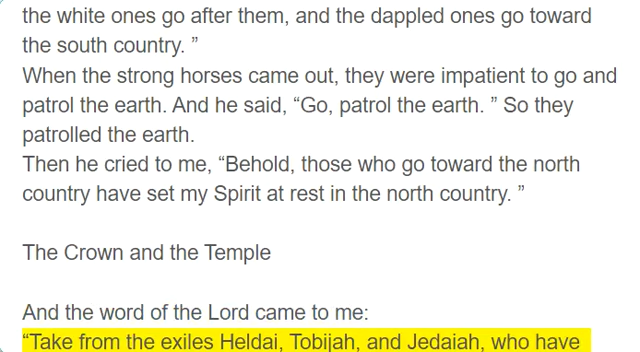 the white ones go after them, and the dappled ones go toward
the south country. ”
When the strong horses came out, they were impatient to go and
patrol the earth. And he said, “Go, patrol the earth. ” So they
patrolled the earth.
Then he cried to me, “Behold, those who go toward the north
country have set my Spirit at rest in the north country. ”
The Crown and the Temple
And the word of the Lord came to me:
“Take from the exiles Heldai, Tobijah, and Jedaiah, who have